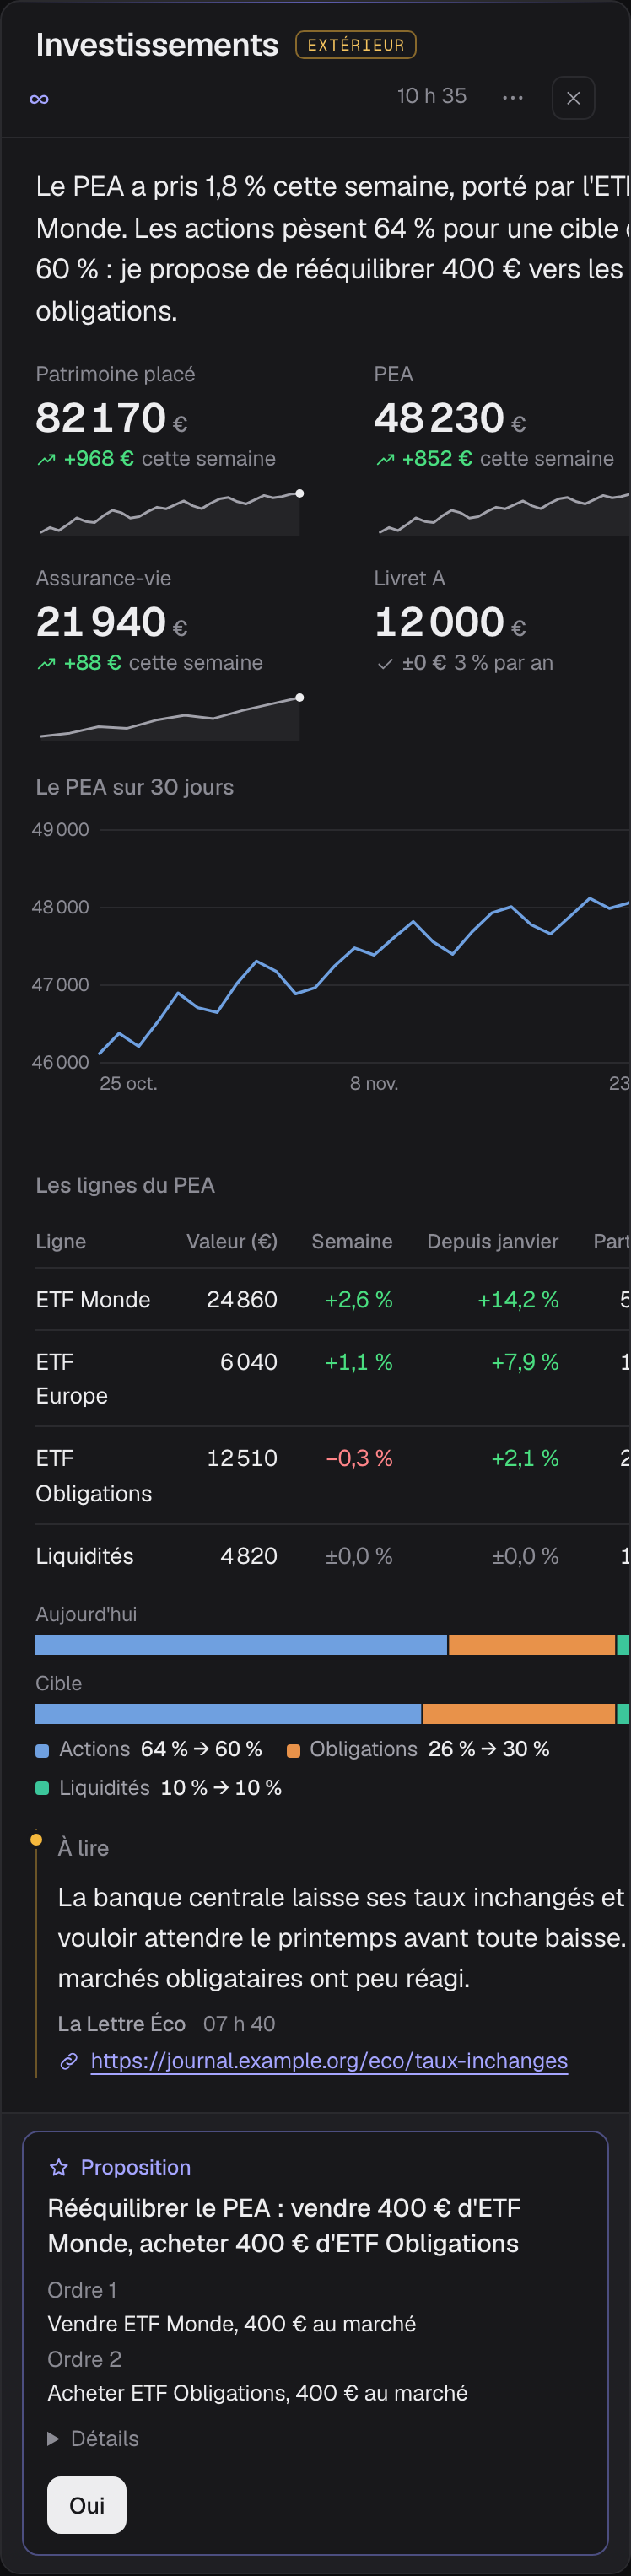 Investissements EXTÉRIEUR
∞ 10 h 35 ···
Le PEA a pris 1,8 % cette semaine, porté par
Monde. Les actions pèsent 64 % pour une cible
60 % : je propose de rééquilibrer 400 € vers les
obligations.
Patrimoine placé PEA
82 170 € 48 230 €
+968 € cette semaine +852 € cette semaine
Assurance-vie Livret A
21 940 € 12 000 €
+88 € cette semaine ±0 € 3 % par an
Le PEA sur 30 jours
49 000
48 000
47 000
46 000
25 oct. 8 nov. 23
Les lignes du PEA
Ligne Valeur (€) Semaine Depuis janvier Part
ETF Monde 24 860 +2,6 % +14,2 % 5
ETF 6 040 +1,1 % +7,9 % 1
Europe
ETF 12 510 −0,3 % +2,1 % 2
Obligations
Liquidités 4 820 ±0,0 % ±0,0 % 1
Aujourd'hui
Cible
Actions 64 % → 60 % Obligations 26 % → 30 %
Liquidités 10 % → 10 %
À lire
La banque centrale laisse ses taux inchangés et
vouloir attendre le printemps avant toute baisse.
marchés obligataires ont peu réagi.
La Lettre Éco 07 h 40
https://journal.example.org/eco/taux-inchanges
Proposition
Rééquilibrer le PEA : vendre 400 € d'ETF
Monde, acheter 400 € d'ETF Obligations
Ordre 1
Vendre ETF Monde, 400 € au marché
Ordre 2
Acheter ETF Obligations, 400 € au marché
Détails
Oui